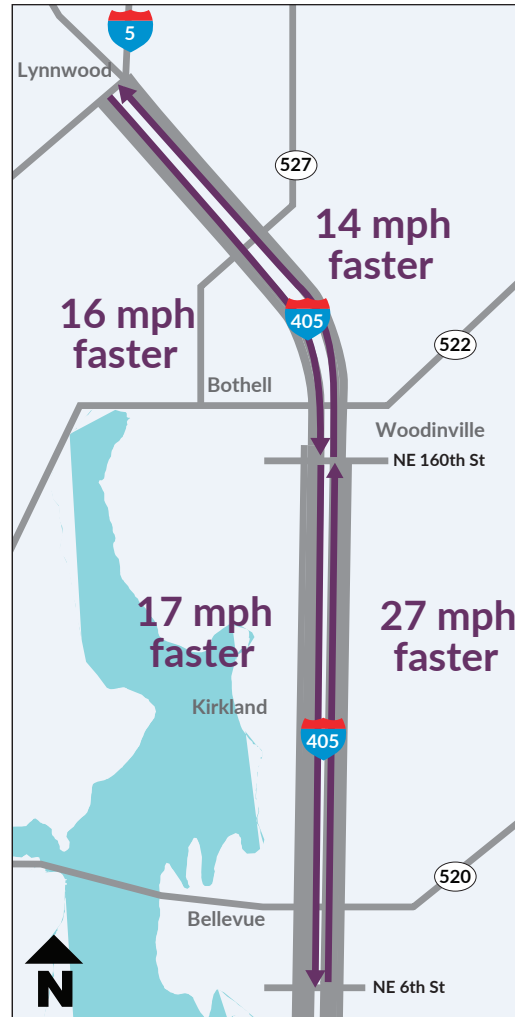 5
Lynnwood
527
14 mph
faster
16 mph
faster
405
522
Bothell
Woodinville
NE 160th St
17 mph
faster
27 mph
faster
Kirkland
405
520
Bellevue
N
NE 6th St